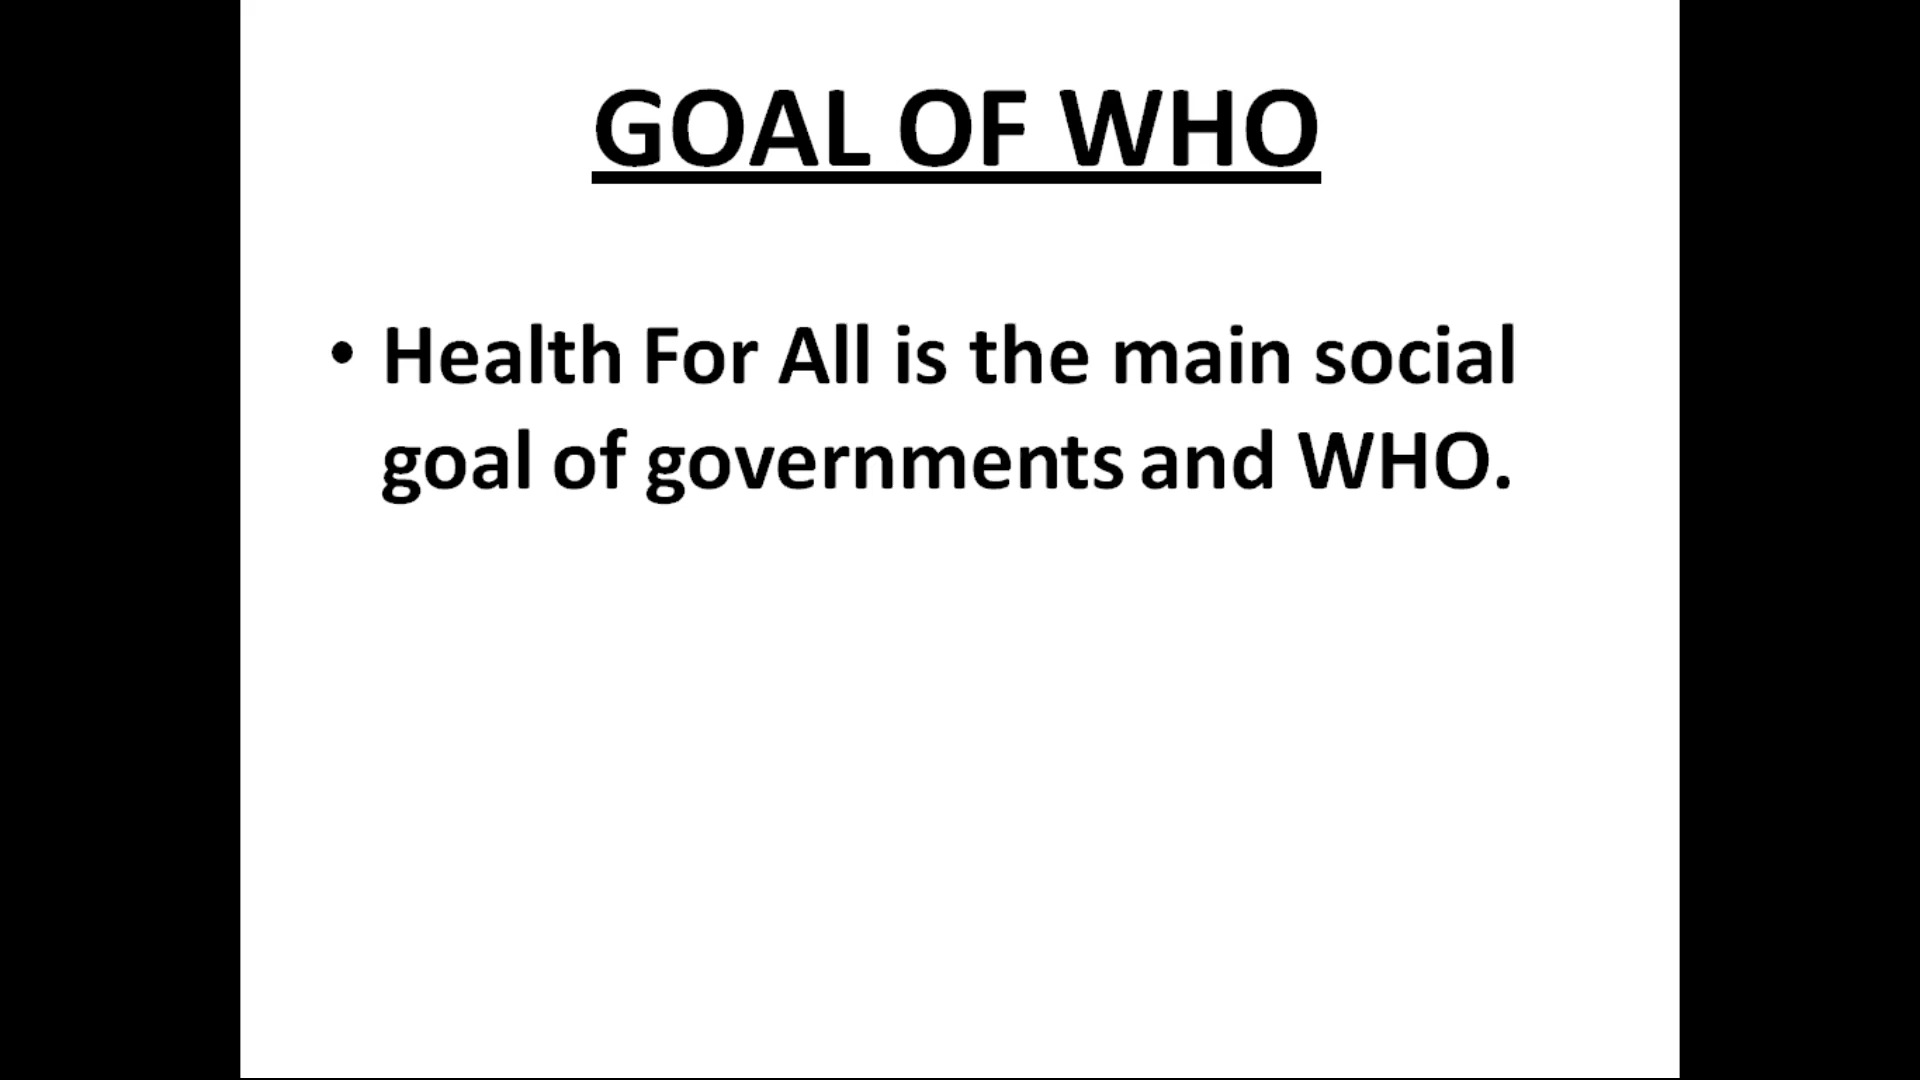 GOAL OF WHO
• Health For All is the main social
goal of governments and WHO.